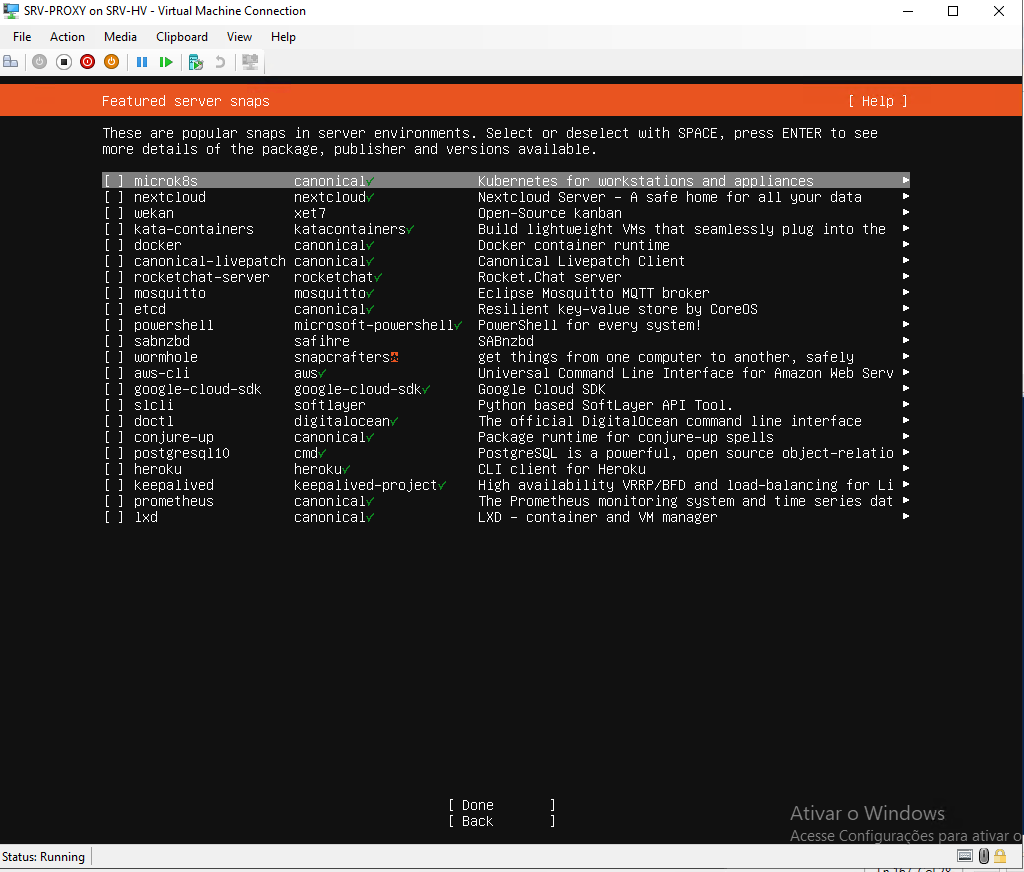 SRV-PROXY on SRV-HV - Virtual Machine Connection
File Action Media Clipboard View Help
Featured server snaps [ Help ]
These are popular snaps in server environments. Select or deselect with SPACE, press ENTER to see
more details of the package, publisher and versions available.
[ ] microk8s canonical✓ Kubernetes for workstations and appliances ▸
[ ] nextcloud nextcloud✓ Nextcloud Server - A safe home for all your data ▸
[ ] wekan xet7 Open-Source kanban ▸
[ ] kata-containers katacontainers✓ Build lightweight VMs that seamlessly plug into the ▸
[ ] docker canonical✓ Docker container runtime ▸
[ ] canonical-livepatch canonical✓ Canonical Livepatch Client ▸
[ ] rocketchat-server rocketchat✓ Rocket.Chat server ▸
[ ] mosquitto mosquitto✓ Eclipse Mosquitto MQTT broker ▸
[ ] etcd canonical✓ Resilient key-value store by CoreOS ▸
[ ] powershell microsoft-powershell✓ PowerShell for every system! ▸
[ ] sabnzbd safihre SABnzbd ▸
[ ] wormhole snapcrafters get things from one computer to another, safely ▸
[ ] aws-cli aws✓ Universal Command Line Interface for Amazon Web Serv ▸
[ ] google-cloud-sdk google-cloud-sdk✓ Google Cloud SDK ▸
[ ] slcli softlayer Python based SoftLayer API Tool. ▸
[ ] doctl digitalocean✓ The official DigitalOcean command line interface ▸
[ ] conjure-up canonical✓ Package runtime for conjure-up spells ▸
[ ] postgresql10 cmd✓ PostgreSQL is a powerful, open source object-relatio ▸
[ ] heroku heroku✓ CLI client for Heroku ▸
[ ] keepalived keepalived-project✓ High availability VRRP/BFD and load-balancing for Li ▸
[ ] prometheus canonical✓ The Prometheus monitoring system and time series dat ▸
[ ] lxd canonical✓ LXD - container and VM manager ▸
[ Done ]
[ Back ]
Ativar o Windows
Acesse Configurações para ativar o
Status: Running